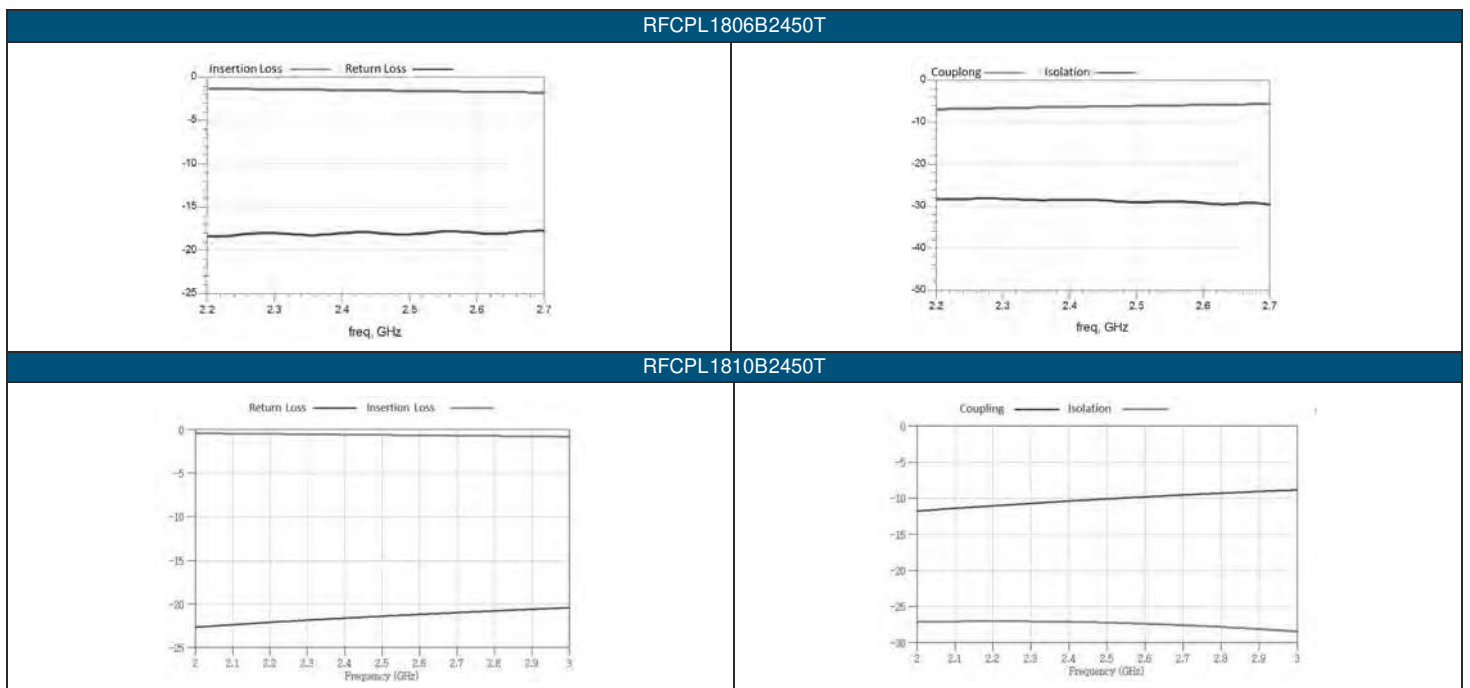 RFCPL1806B2450T
Insertion Loss Return Loss
0
-5
-10
-15
-20
-25
2.2 2.3 2.4 2.5 2.6 2.7
freq, GHz
Couplong Isolation
0
-10
-20
-30
-40
-50
2.2 2.3 2.4 2.5 2.6 2.7
freq, GHz
RFCPL1810B2450T
Return Loss Insertion Loss
0
-5
-10
-15
-20
-25
2 2.1 2.2 2.3 2.4 2.5 2.6 2.7 2.8 2.9 3
Frequency (GHz)
Coupling Isolation
0
-5
-10
-15
-20
-25
-30
2 2.1 2.2 2.3 2.4 2.5 2.6 2.7 2.8 2.9 3
Frequency (GHz)